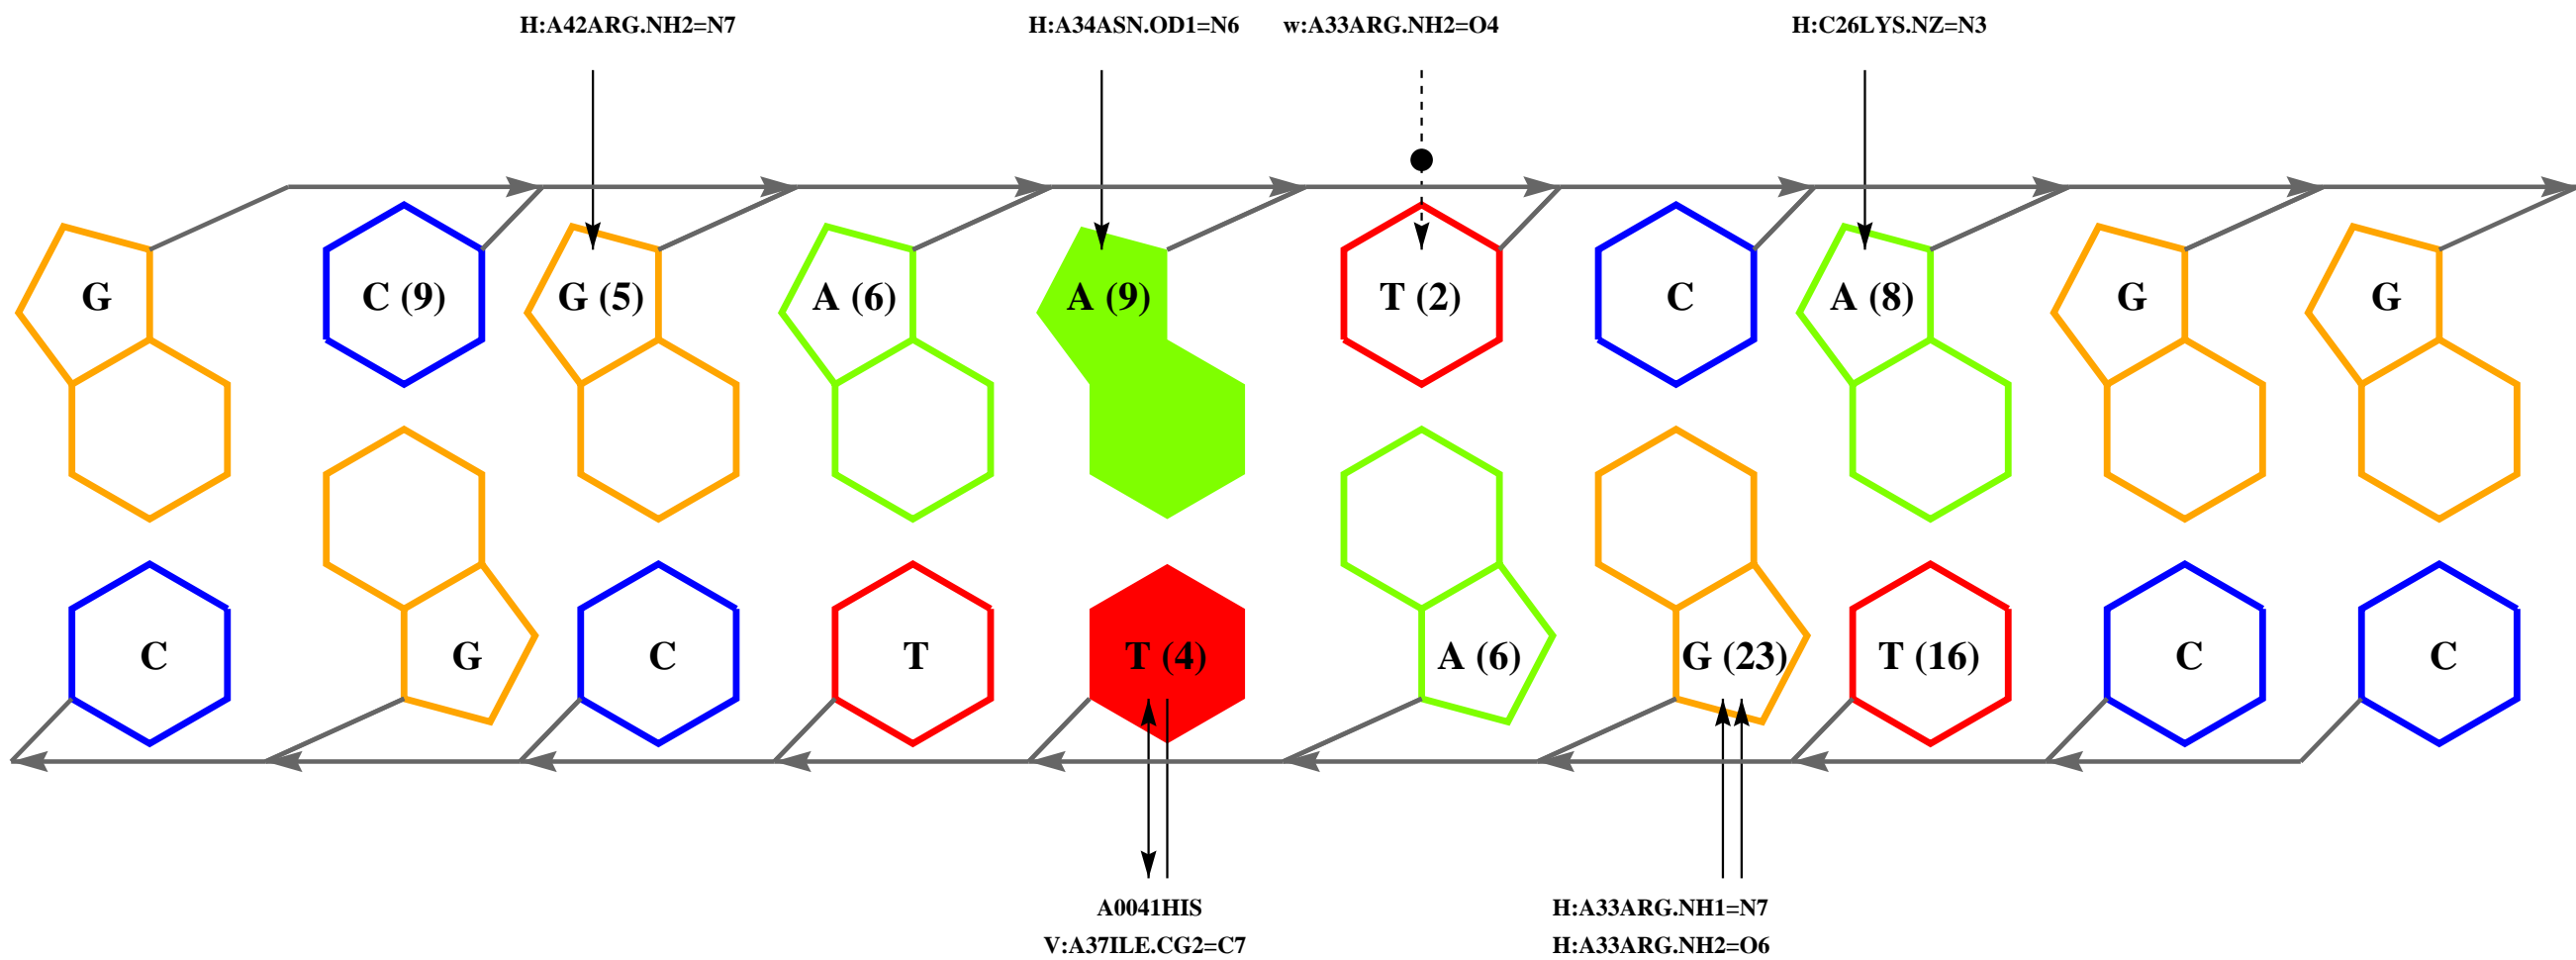 H:A42ARG.NH2=N7 H:A34ASN.OD1=N6 w:A33ARG.NH2=O4 H:C26LYS.NZ=N3
G C (9) G (5) A (6) A (9) T (2) C A (8) G G
C G C T T (4) A (6) G (23) T (16) C C
A0041HIS H:A33ARG.NH1=N7
V:A37ILE.CG2=C7 H:A33ARG.NH2=O6